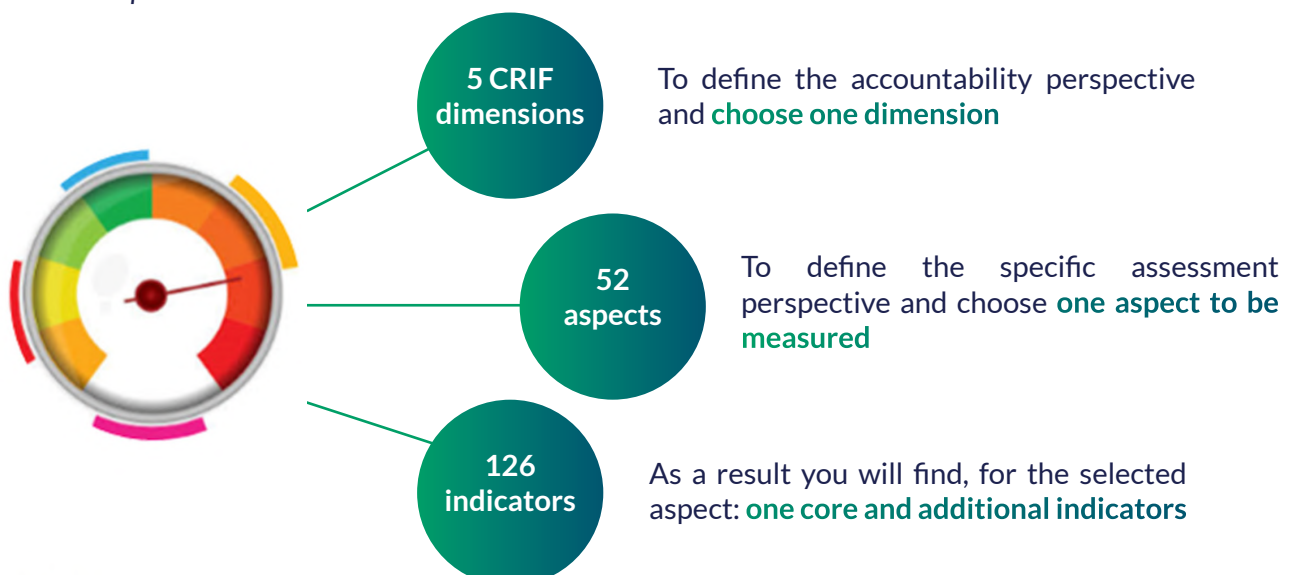 5 CRIF
dimensions
To define the accountability perspective
and choose one dimension
52
aspects
To define the specific assessment
perspective and choose one aspect to be
measured
126
indicators
As a result you will find, for the selected
aspect: one core and additional indicators